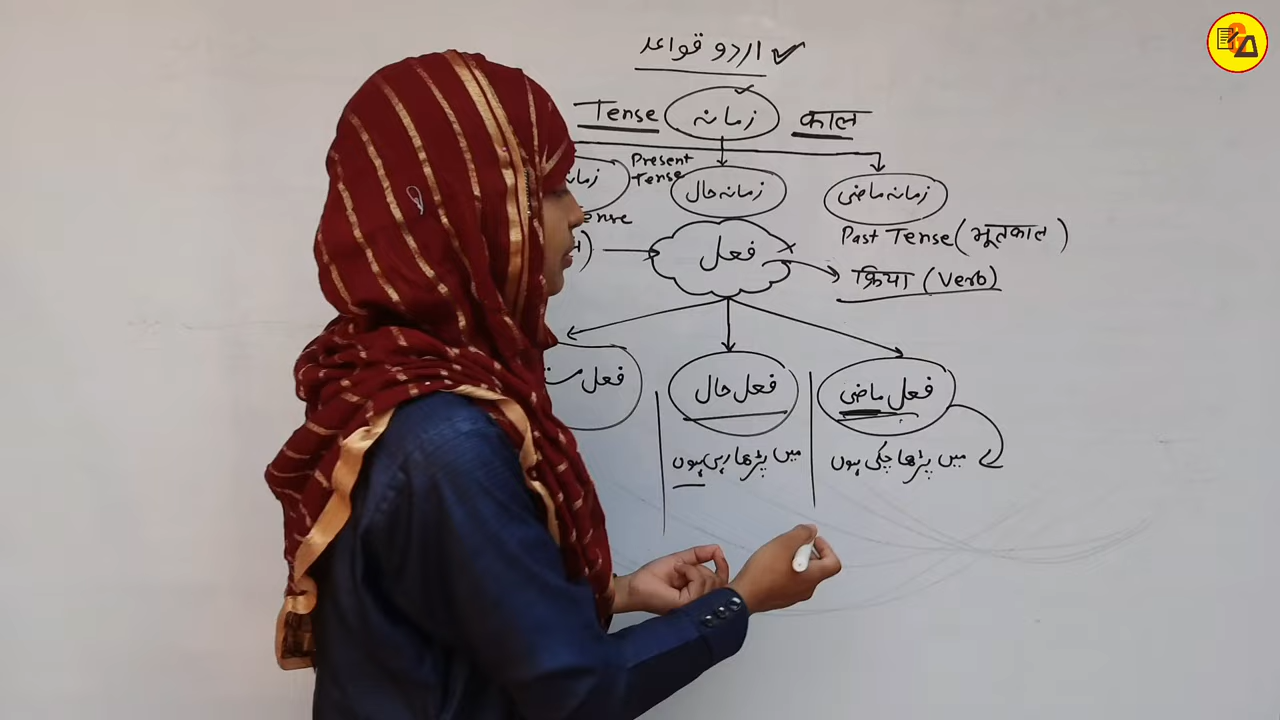 اردو قواعد
Tense زمانہ काल
Present Tense
زمانہ حال
زمانہ ماضی
Past Tense (भूतकाल)
فعل
क्रिया (Verb)
فعل
فعل حال
فعل ماضی
میں پڑھا رہی ہوں
میں پڑھا چکی ہوں